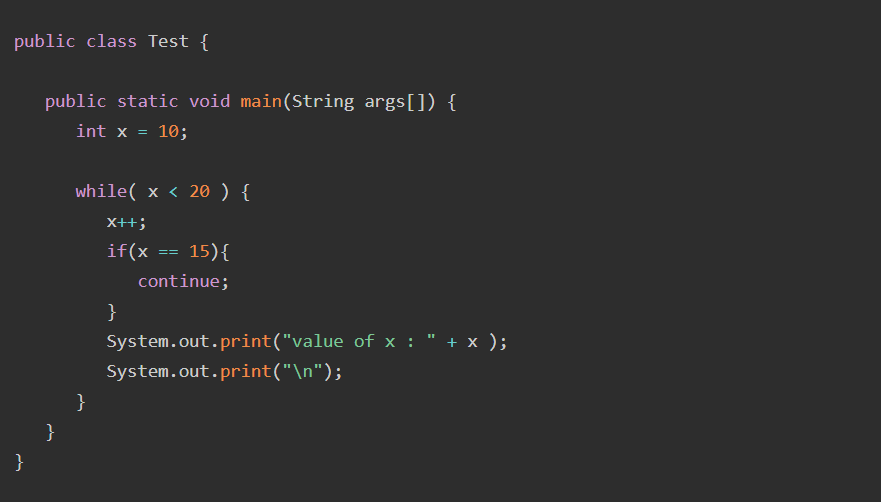 public class Test {
   public static void main(String args[]) {
      int x = 10;
      while( x < 20 ) {
         x++;
         if(x == 15){
            continue;
         }
         System.out.print("value of x : " + x );
         System.out.print("\n");
      }
   }
}